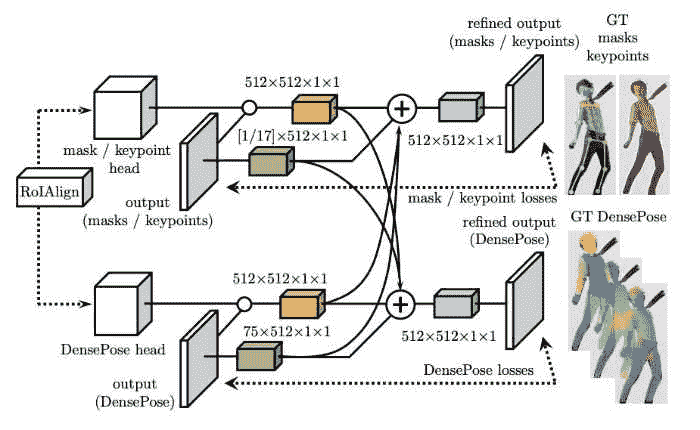 refined output
(masks / keypoints)
GT
masks
keypoints
512×512×1×1
[1/17]×512×1×1
512×512×1×1
mask / keypoint
head
RoIAlign
output
(masks / keypoints)
mask / keypoint losses
refined output
(DensePose)
GT DensePose
512×512×1×1
75×512×1×1
512×512×1×1
DensePose head
output
(DensePose)
DensePose losses